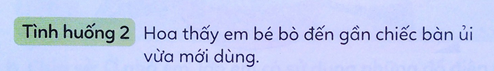 Tình huống 2 Hoa thấy em bé bò đến gần chiếc bàn ủi
vừa mới dùng.